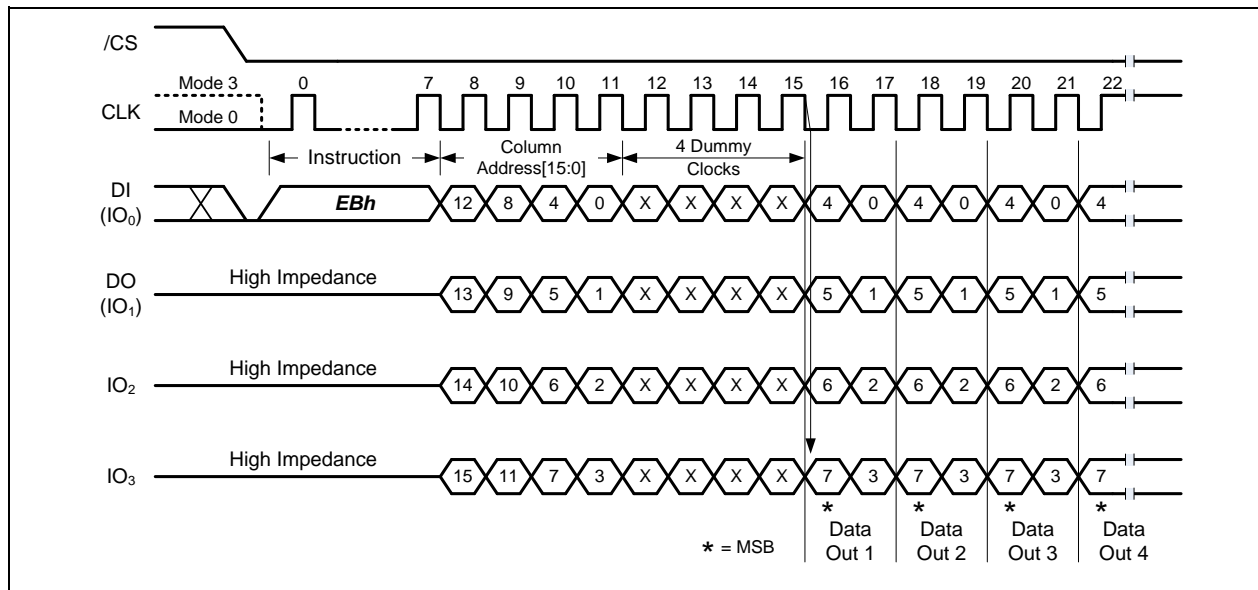 /CS
Mode 3 0 7 8 9 10 11 12 13 14 15 16 17 18 19 20 21 22
CLK
Mode 0
Instruction
Column
Address[15:0]
4 Dummy
Clocks
DI
(IO0)
EBh 12 8 4 0 X X X X 4 0 4 0 4 0 4
DO
(IO1)
High Impedance 13 9 5 1 X X X X 5 1 5 1 5 1 5
IO2
High Impedance 14 10 6 2 X X X X 6 2 6 2 6 2 6
IO3
High Impedance 15 11 7 3 X X X X 7 3 7 3 7 3 7
* * * *
* = MSB
Data
Out 1
Data
Out 2
Data
Out 3
Data
Out 4